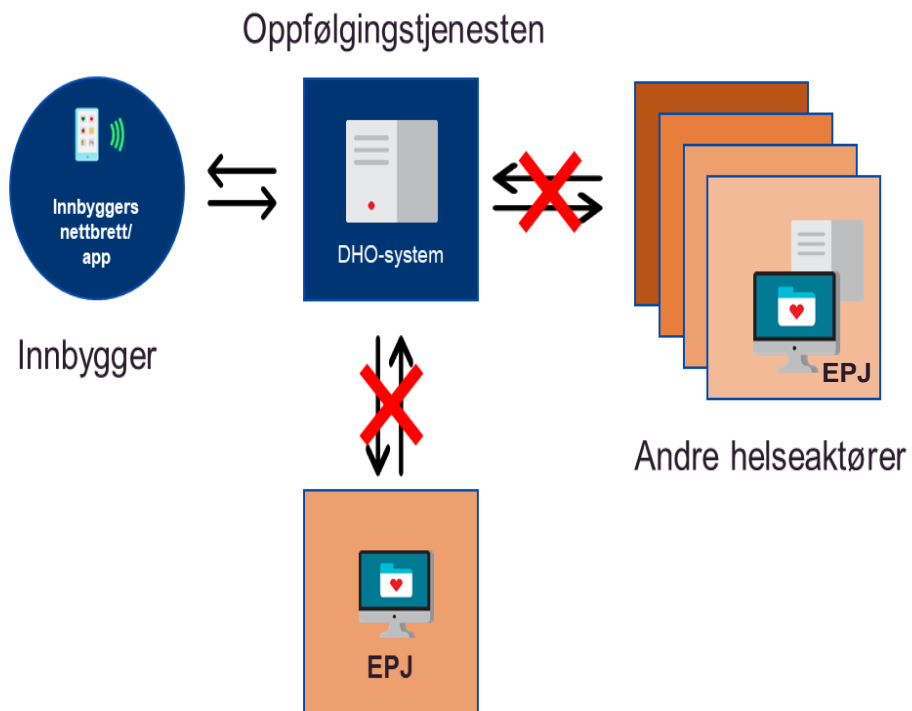 Oppfølgingstjenesten
Innbyggers
nettbrett/
app
DHO-system
EPJ
Innbygger
Andre helseaktører
EPJ